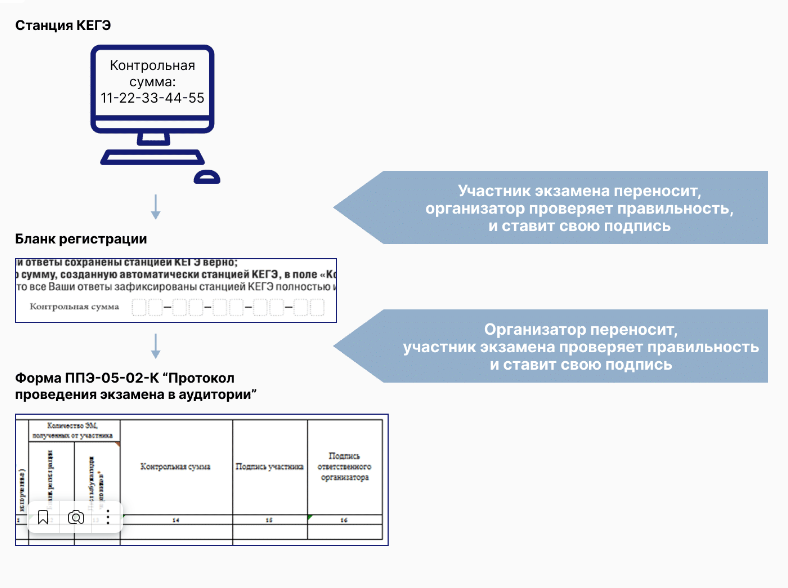 Станция КЕГЭ
Контрольная
сумма:
11-22-33-44-55
Участник экзамена переносит,
организатор проверяет правильность,
и ставит свою подпись
Бланк регистрации
и ответы сохранены станцией КЕГЭ верно;
сумму, созданную автоматически станцией КЕГЭ, в поле «Ко
то все Ваши ответы зафиксированы станцией КЕГЭ полностью и
Контрольная сумма
Организатор переносит,
участник экзамена проверяет правильность
и ставит свою подпись
Форма ППЭ-05-02-К “Протокол
проведения экзамена в аудитории”
Количество ЭМ,
полученных от участника
Контрольная сумма
Подпись участника
Подпись
ответственного
организатора
14
15
16